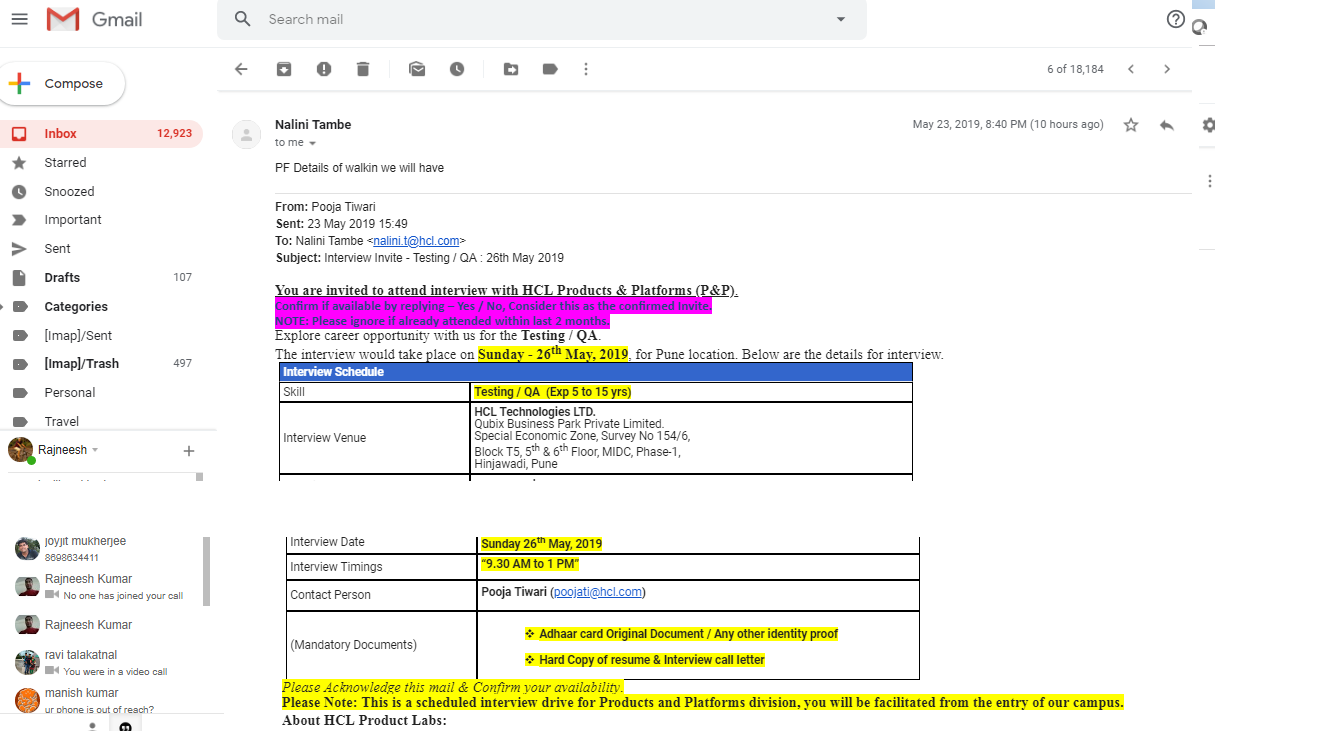 Gmail
Search mail
Compose
6 of 18,184
Inbox 12,923
Starred
Snoozed
Important
Sent
Drafts 107
Categories
[Imap]/Sent
[Imap]/Trash 497
Personal
Travel
Rajneesh
joyjit mukherjee
8698634411
Rajneesh Kumar
No one has joined your call
Rajneesh Kumar
ravi talakatnal
You were in a video call
manish kumar
ur phone is out of reach?
Nalini Tambe
May 23, 2019, 8:40 PM (10 hours ago)
to me
PF Details of walkin we will have
From: Pooja Tiwari
Sent: 23 May 2019 15:49
To: Nalini Tambe <nalini.t@hcl.com>
Subject: Interview Invite - Testing / QA : 26th May 2019
You are invited to attend interview with HCL Products & Platforms (P&P).
Confirm if available by replying – Yes / No, Consider this as the confirmed invite.
NOTE: Please ignore if already attended within last 2 months.
Explore career opportunity with us for the Testing / QA.
The interview would take place on Sunday - 26th May, 2019, for Pune location. Below are the details for interview.
Interview Schedule
Skill Testing / QA (Exp 5 to 15 yrs)
Interview Venue
HCL Technologies LTD.
Qubix Business Park Private Limited.
Special Economic Zone, Survey No 154/6,
Block T5, 5th & 6th Floor, MIDC, Phase-1,
Hinjawadi, Pune
Interview Date Sunday 26th May, 2019
Interview Timings "9.30 AM to 1 PM"
Contact Person Pooja Tiwari (poojati@hcl.com)
(Mandatory Documents)
❖ Adhaar card Original Document / Any other identity proof
❖ Hard Copy of resume & Interview call letter
Please Acknowledge this mail & Confirm your availability.
Please Note: This is a scheduled interview drive for Products and Platforms division, you will be facilitated from the entry of our campus.
About HCL Product Labs: